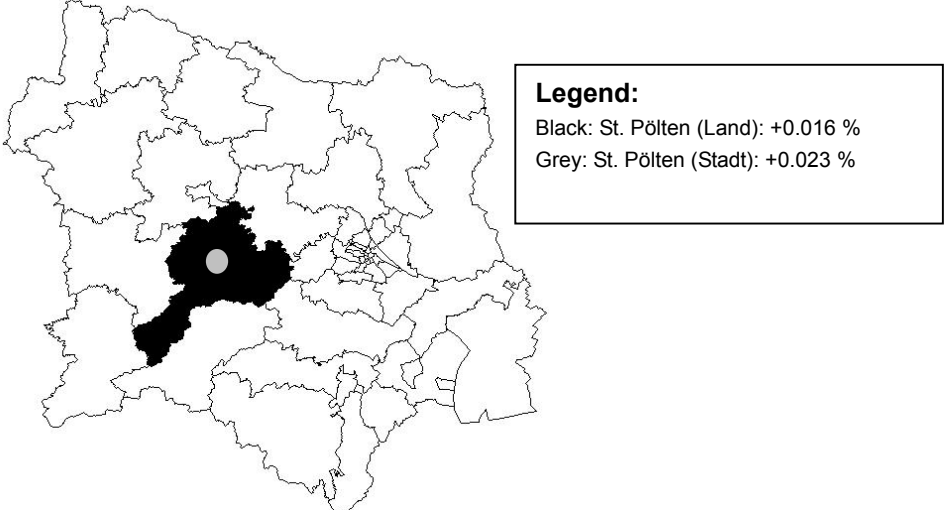 Legend:
Black: St. Pölten (Land): +0.016 %
Grey: St. Pölten (Stadt): +0.023 %